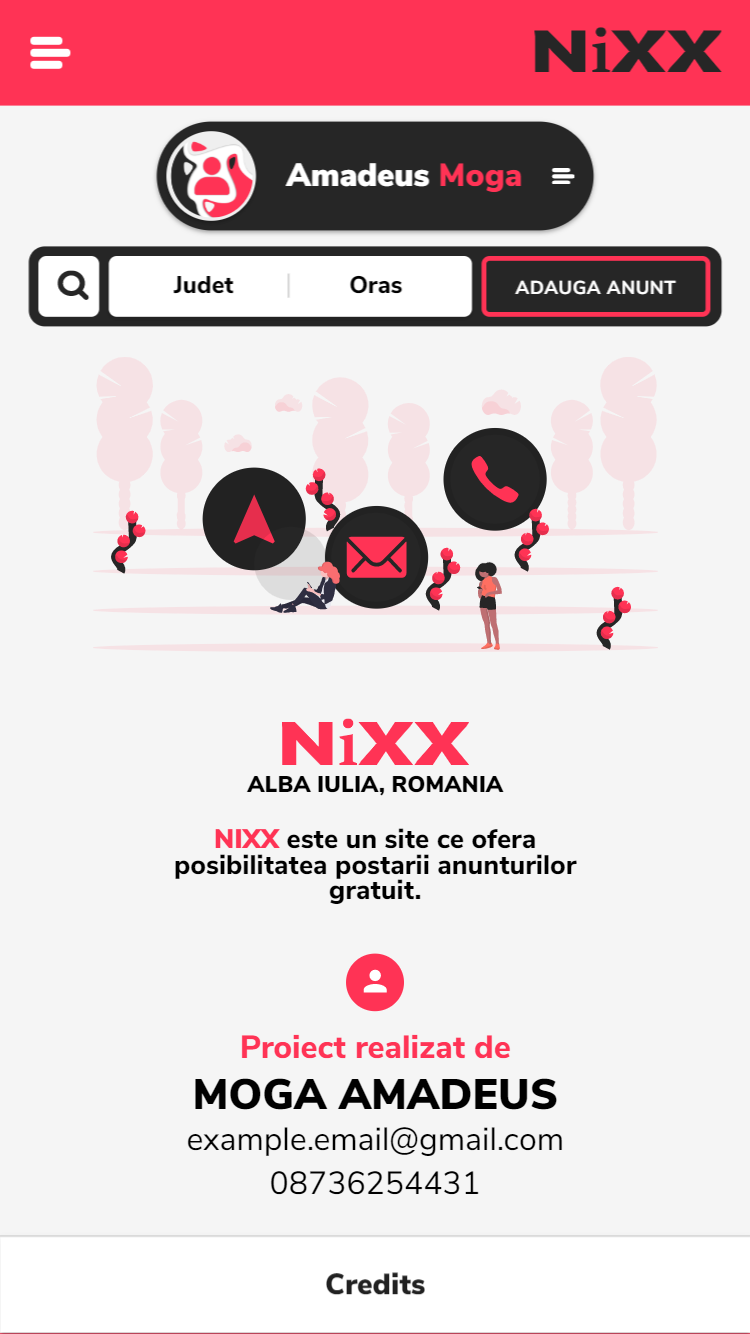 NiXX
Amadeus Moga
Judet
Oras
ADAUGA ANUNT
NiXX
ALBA IULIA, ROMANIA
NIXX este un site ce ofera
posibilitatea postarii anunturilor
gratuit.
Proiect realizat de
MOGA AMADEUS
example.email@gmail.com
08736254431
Credits